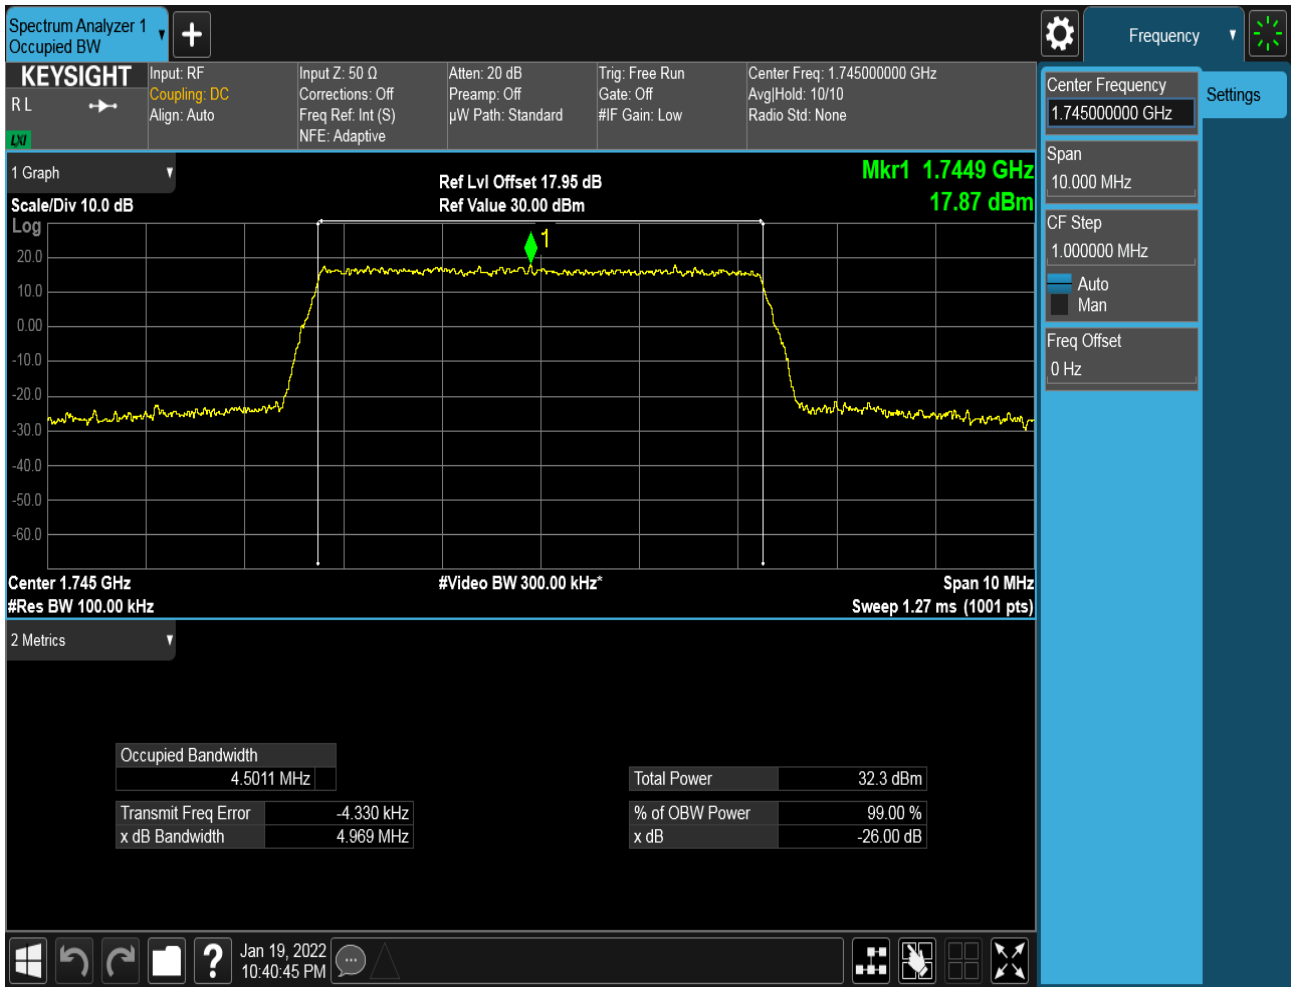 Spectrum Analyzer 1
Occupied BW
Frequency
KEYSIGHT
R L
LXI
Input: RF
Coupling: DC
Align: Auto
Input Z: 50 Ω
Corrections: Off
Freq Ref: Int (S)
NFE: Adaptive
Atten: 20 dB
Preamp: Off
µW Path: Standard
Trig: Free Run
Gate: Off
#IF Gain: Low
Center Freq: 1.745000000 GHz
Avg|Hold: 10/10
Radio Std: None
Center Frequency
1.745000000 GHz
Settings
Span
10.000 MHz
CF Step
1.000000 MHz
Auto
Man
Freq Offset
0 Hz
1 Graph
Scale/Div 10.0 dB
Ref Lvl Offset 17.95 dB
Ref Value 30.00 dBm
Mkr1 1.7449 GHz
17.87 dBm
Log
1
20.0
10.0
0.00
-10.0
-20.0
-30.0
-40.0
-50.0
-60.0
Center 1.745 GHz
#Res BW 100.00 kHz
#Video BW 300.00 kHz*
Span 10 MHz
Sweep 1.27 ms (1001 pts)
2 Metrics
Occupied Bandwidth
4.5011 MHz
Transmit Freq Error -4.330 kHz
x dB Bandwidth 4.969 MHz
Total Power 32.3 dBm
% of OBW Power 99.00 %
x dB -26.00 dB
?
Jan 19, 2022
10:40:45 PM